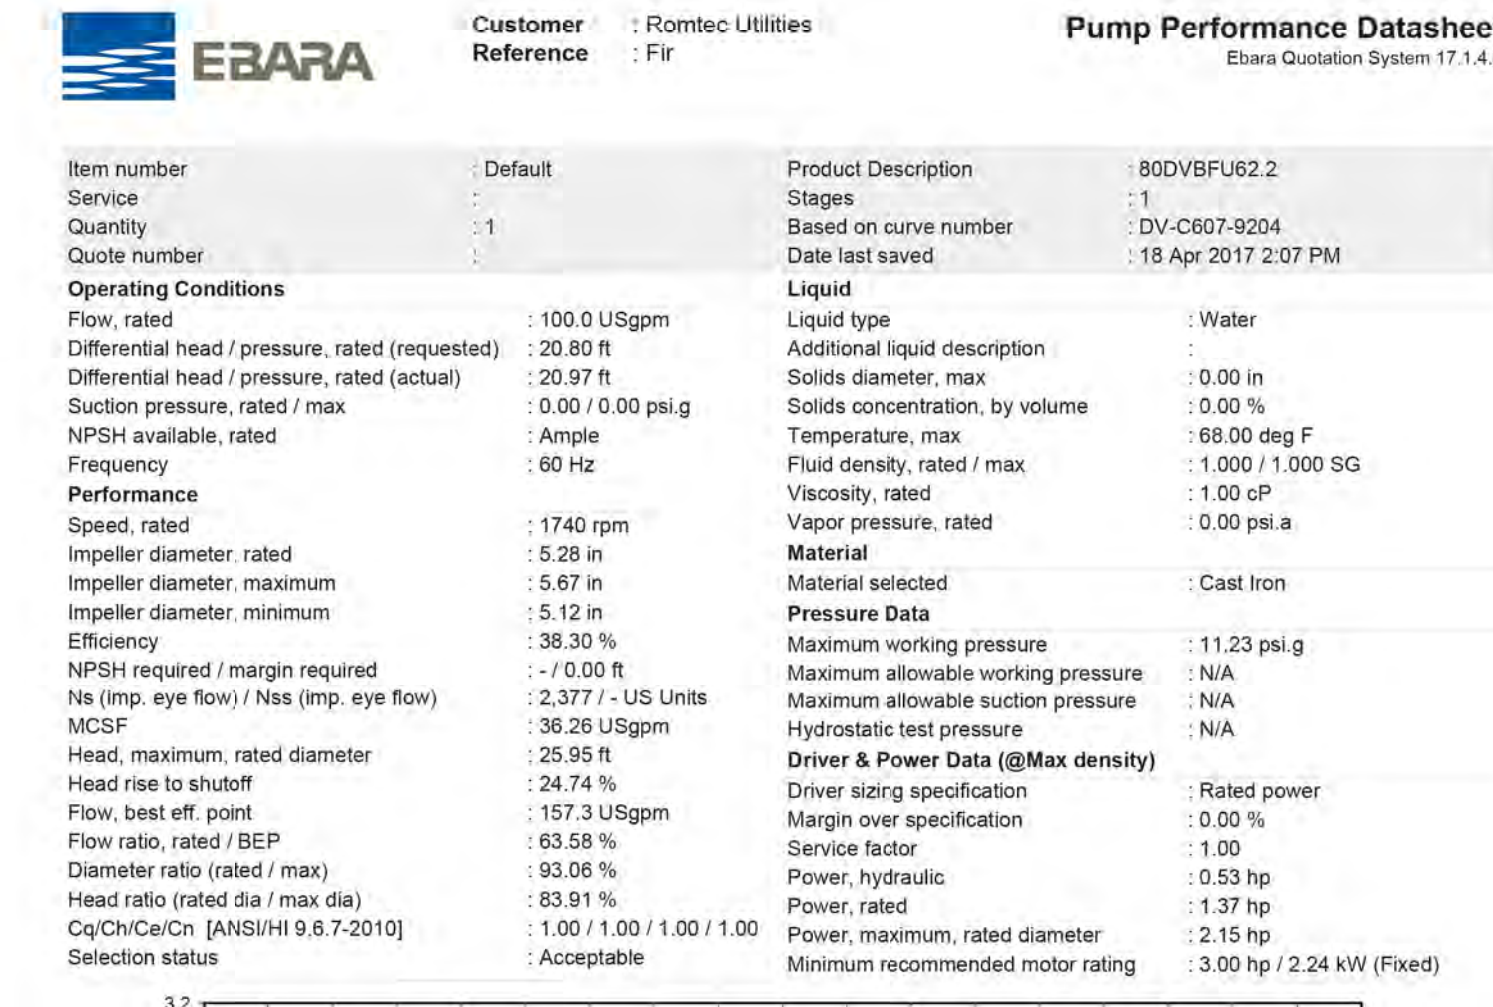 EBARA
Customer : Romtec Utilities
Reference : Fir
Pump Performance Datashee
Ebara Quotation System 17.1.4.
Item number : Default
Service :
Quantity : 1
Quote number :
Product Description : 80DVBFU62.2
Stages : 1
Based on curve number : DV-C607-9204
Date last saved : 18 Apr 2017 2:07 PM
Operating Conditions
Flow, rated : 100.0 USgpm
Differential head / pressure, rated (requested) : 20.80 ft
Differential head / pressure, rated (actual) : 20.97 ft
Suction pressure, rated / max : 0.00 / 0.00 psi.g
NPSH available, rated : Ample
Frequency : 60 Hz
Performance
Speed, rated : 1740 rpm
Impeller diameter, rated : 5.28 in
Impeller diameter, maximum : 5.67 in
Impeller diameter, minimum : 5.12 in
Efficiency : 38.30 %
NPSH required / margin required : - / 0.00 ft
Ns (imp. eye flow) / Nss (imp. eye flow) : 2,377 / - US Units
MCSF : 36.26 USgpm
Head, maximum, rated diameter : 25.95 ft
Head rise to shutoff : 24.74 %
Flow, best eff. point : 157.3 USgpm
Flow ratio, rated / BEP : 63.58 %
Diameter ratio (rated / max) : 93.06 %
Head ratio (rated dia / max dia) : 83.91 %
Cq/Ch/Ce/Cn [ANSI/HI 9.6.7-2010] : 1.00 / 1.00 / 1.00 / 1.00
Selection status : Acceptable
Liquid
Liquid type : Water
Additional liquid description :
Solids diameter, max : 0.00 in
Solids concentration, by volume : 0.00 %
Temperature, max : 68.00 deg F
Fluid density, rated / max : 1.000 / 1.000 SG
Viscosity, rated : 1.00 cP
Vapor pressure, rated : 0.00 psi.a
Material
Material selected : Cast Iron
Pressure Data
Maximum working pressure : 11.23 psi.g
Maximum allowable working pressure : N/A
Maximum allowable suction pressure : N/A
Hydrostatic test pressure : N/A
Driver & Power Data (@Max density)
Driver sizing specification : Rated power
Margin over specification : 0.00 %
Service factor : 1.00
Power, hydraulic : 0.53 hp
Power, rated : 1.37 hp
Power, maximum, rated diameter : 2.15 hp
Minimum recommended motor rating : 3.00 hp / 2.24 kW (Fixed)
3.2